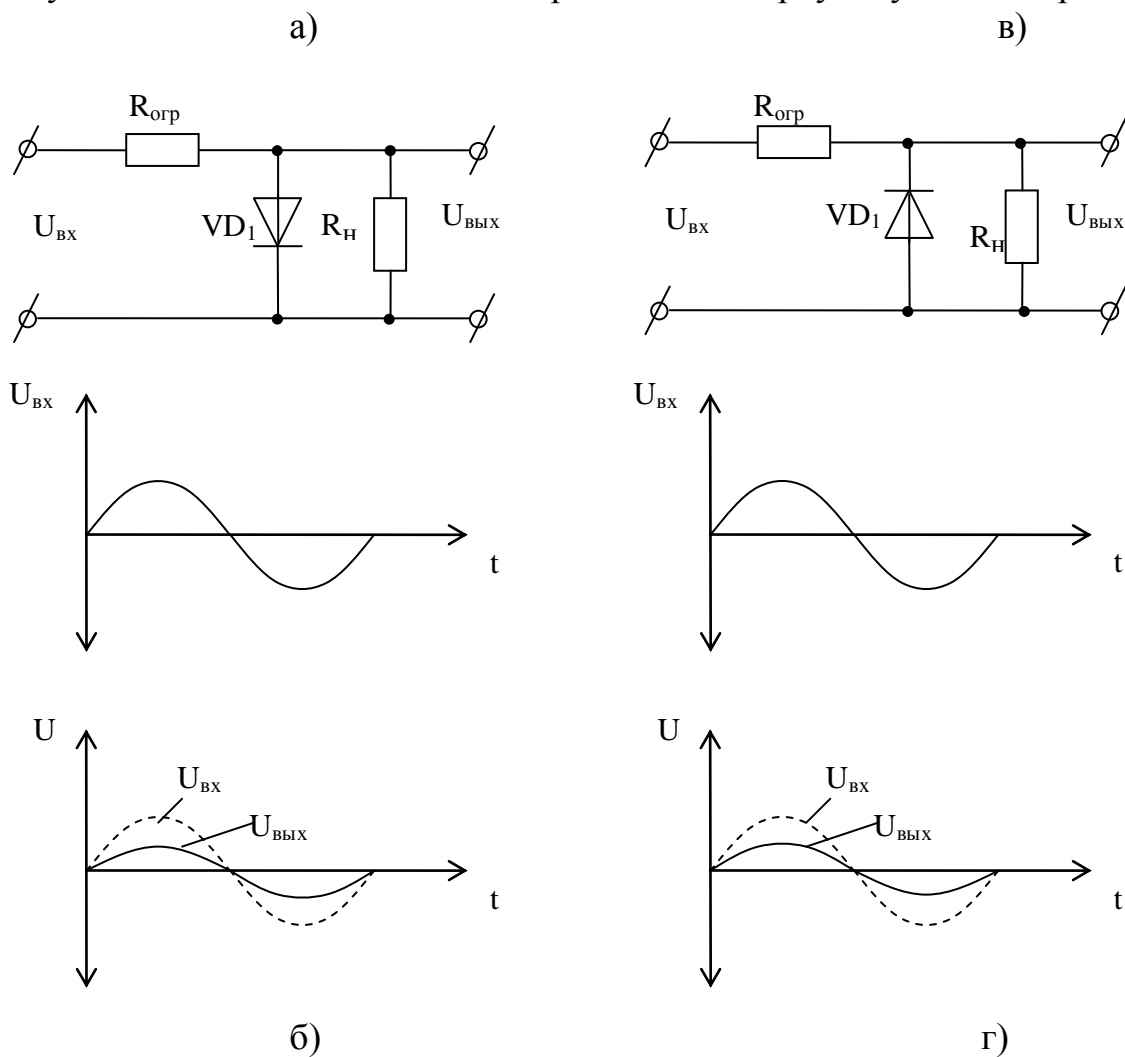 а) в)
Rогр Rогр
Uвх VD1 Rн Uвых Uвх VD1 Rн Uвых
Uвх Uвх
t t
U U
Uвх Uвх
Uвых Uвых
t t
б) г)